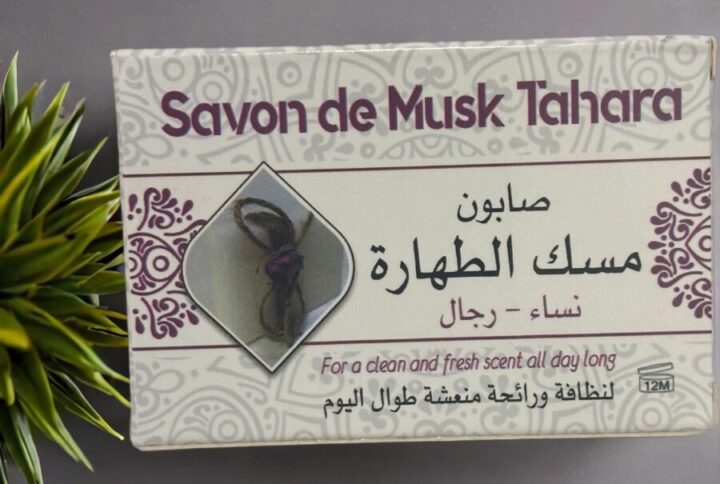 Savon de Musk Tahara
صابون
مسك الطهارة
نساء - رجال
For a clean and fresh scent all day long
لنظافة ورائحة منعشة طوال اليوم
12M